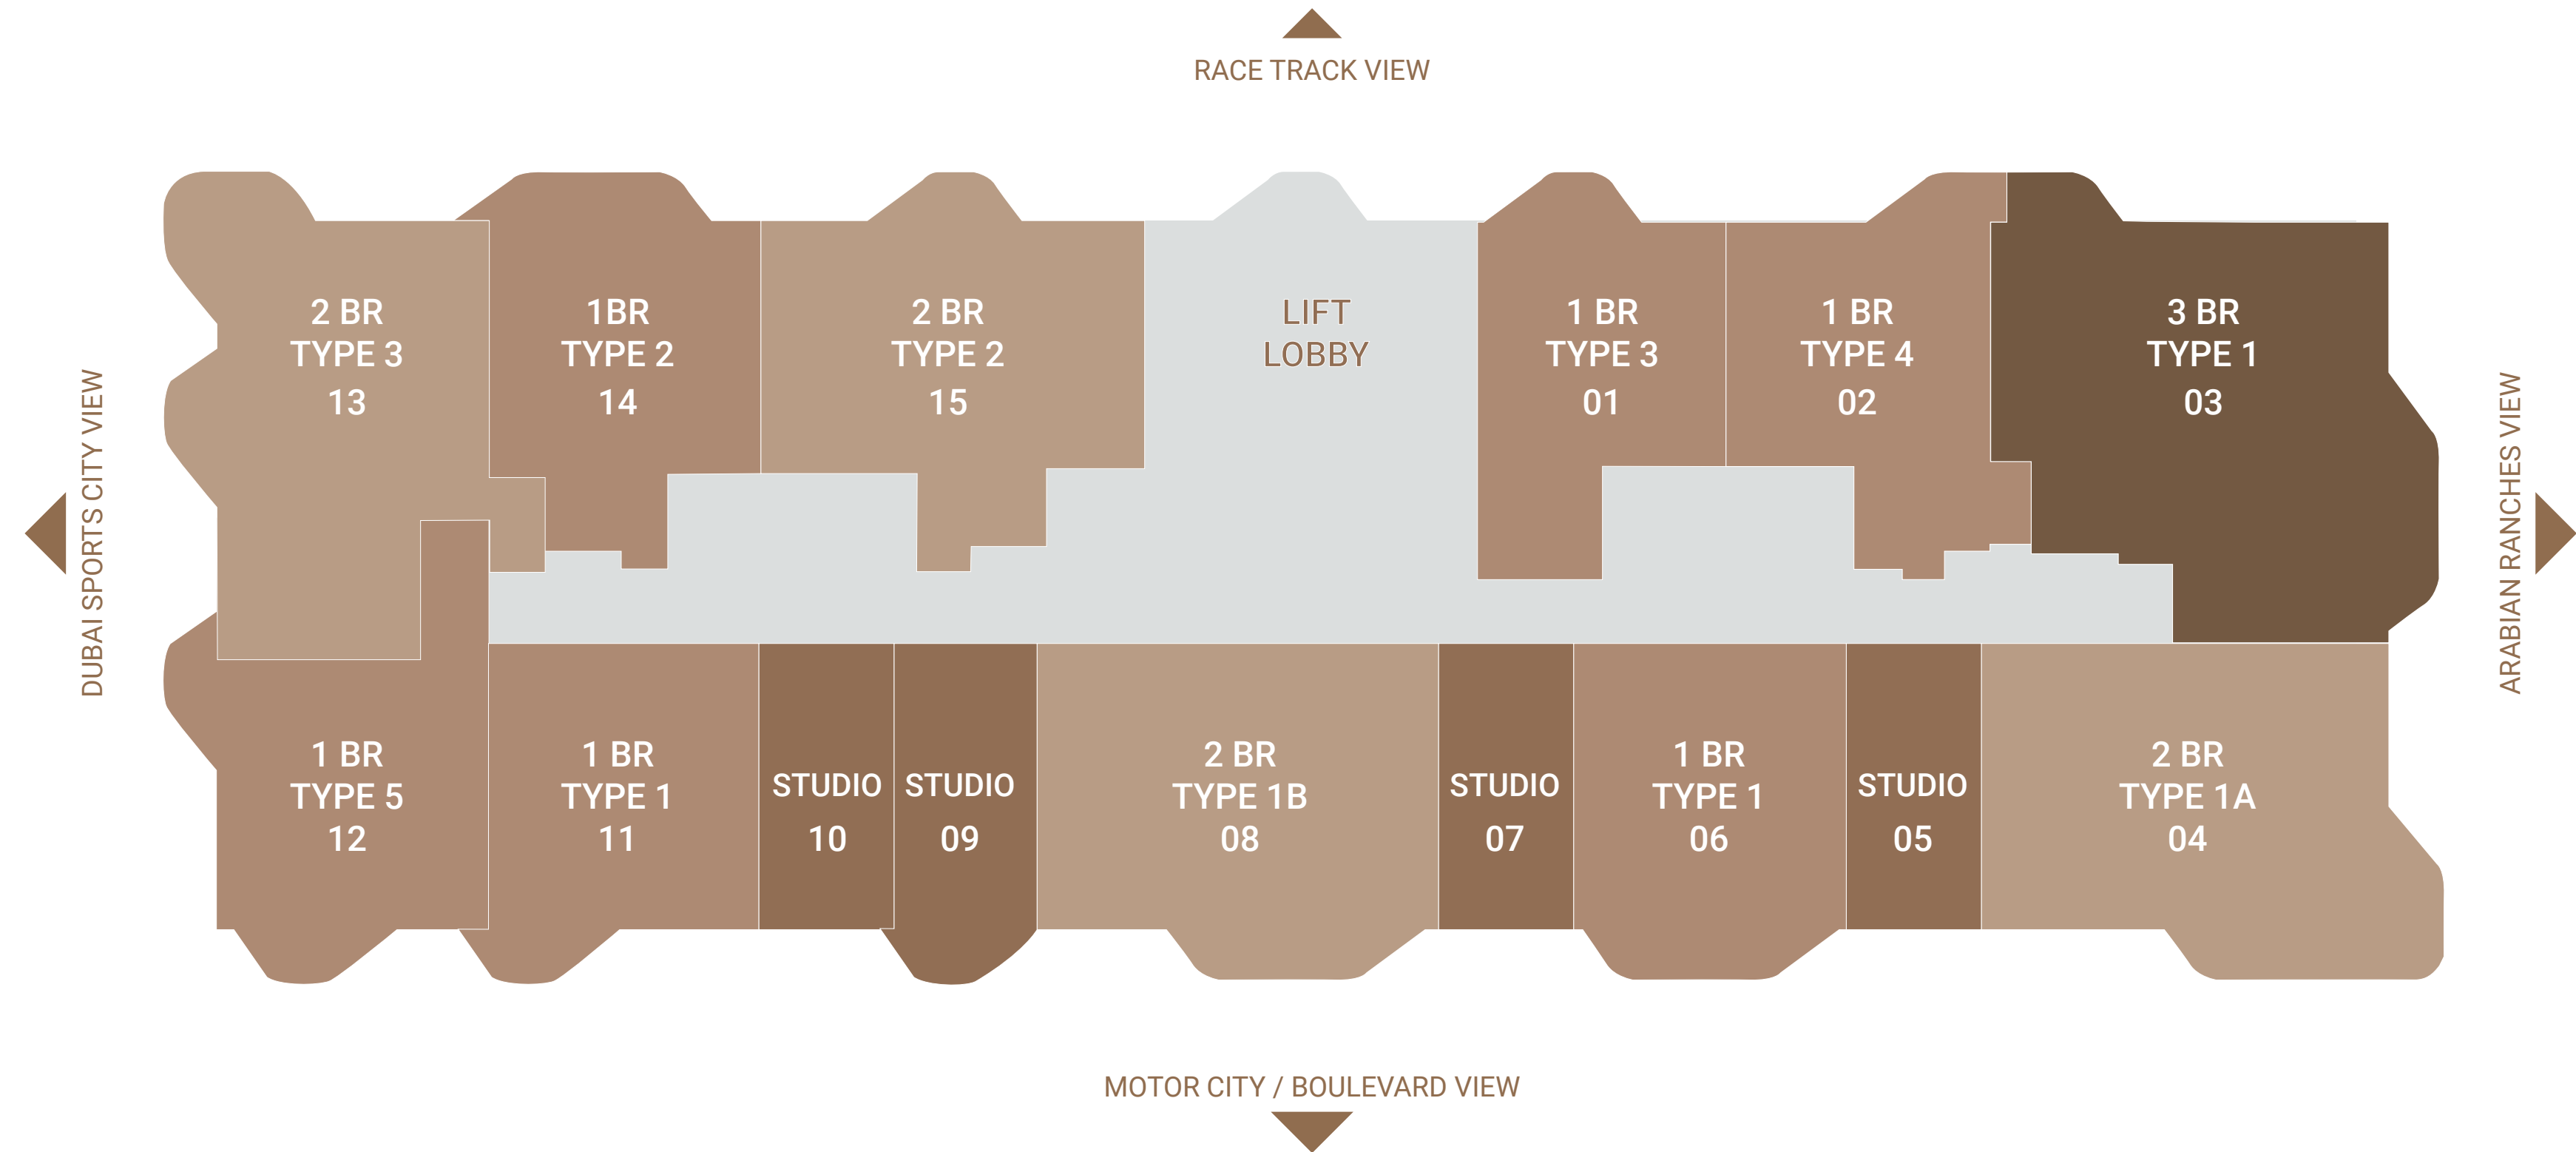 RACE TRACK VIEW
DUBAI SPORTS CITY VIEW
2 BR
TYPE 3
13
1BR
TYPE 2
14
2 BR
TYPE 2
15
LIFT
LOBBY
1 BR
TYPE 3
01
1 BR
TYPE 4
02
3 BR
TYPE 1
03
ARABIAN RANCHES VIEW
1 BR
TYPE 5
12
1 BR
TYPE 1
11
STUDIO
10
STUDIO
09
2 BR
TYPE 1B
08
STUDIO
07
1 BR
TYPE 1
06
STUDIO
05
2 BR
TYPE 1A
04
MOTOR CITY / BOULEVARD VIEW